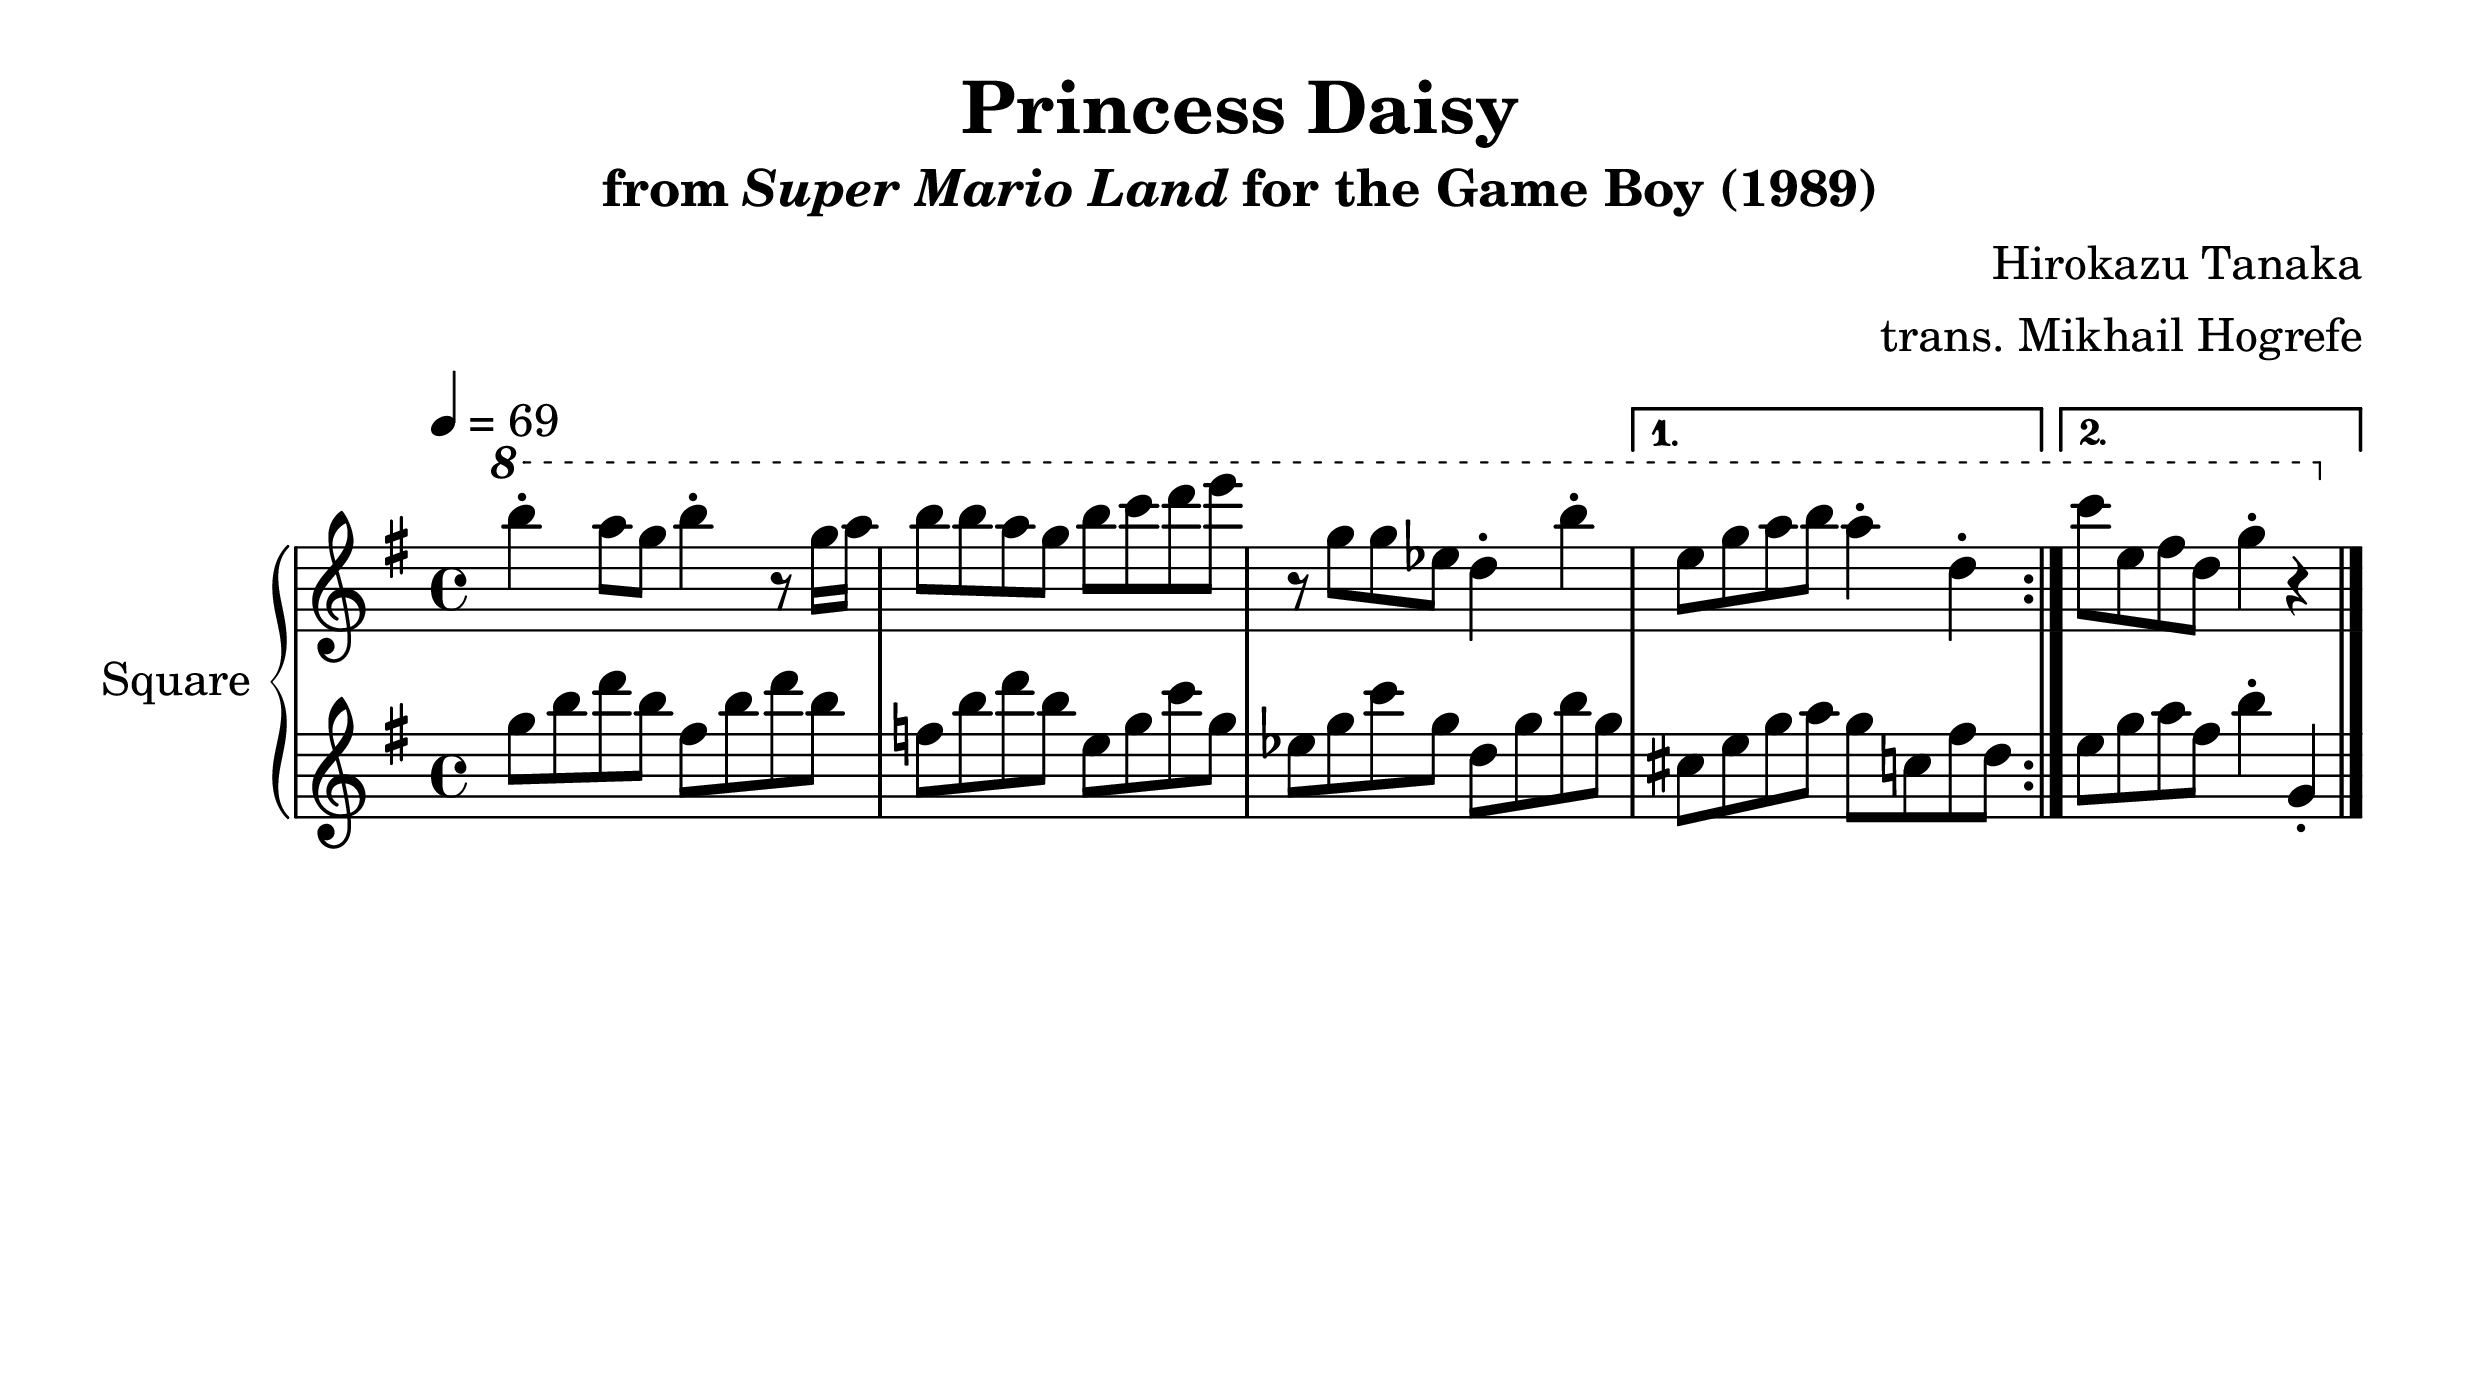 Princess Daisy
from Super Mario Land for the Game Boy (1989)
Hirokazu Tanaka
trans. Mikhail Hogrefe
= 69
8
1.
2.
Square